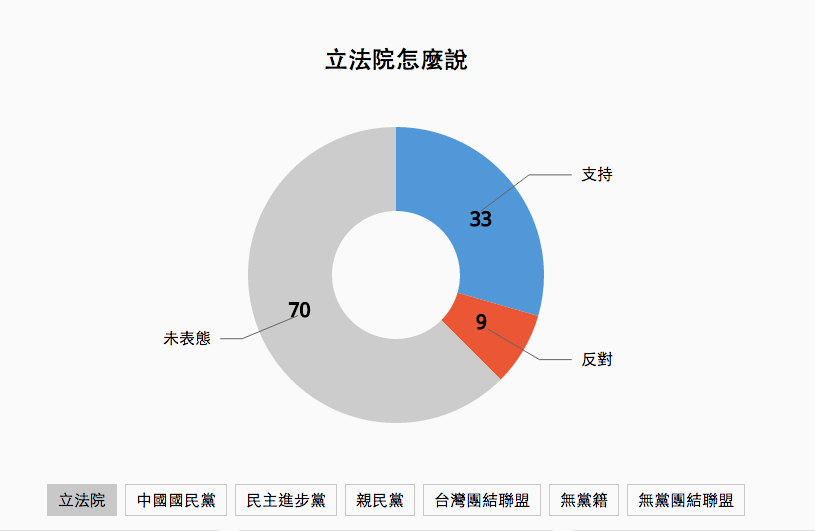 立法院怎麼說
支持
33
70
9
未表態
反對
立法院
中國國民黨
民主進步黨
親民黨
台灣團結聯盟
無黨籍
無黨團結聯盟